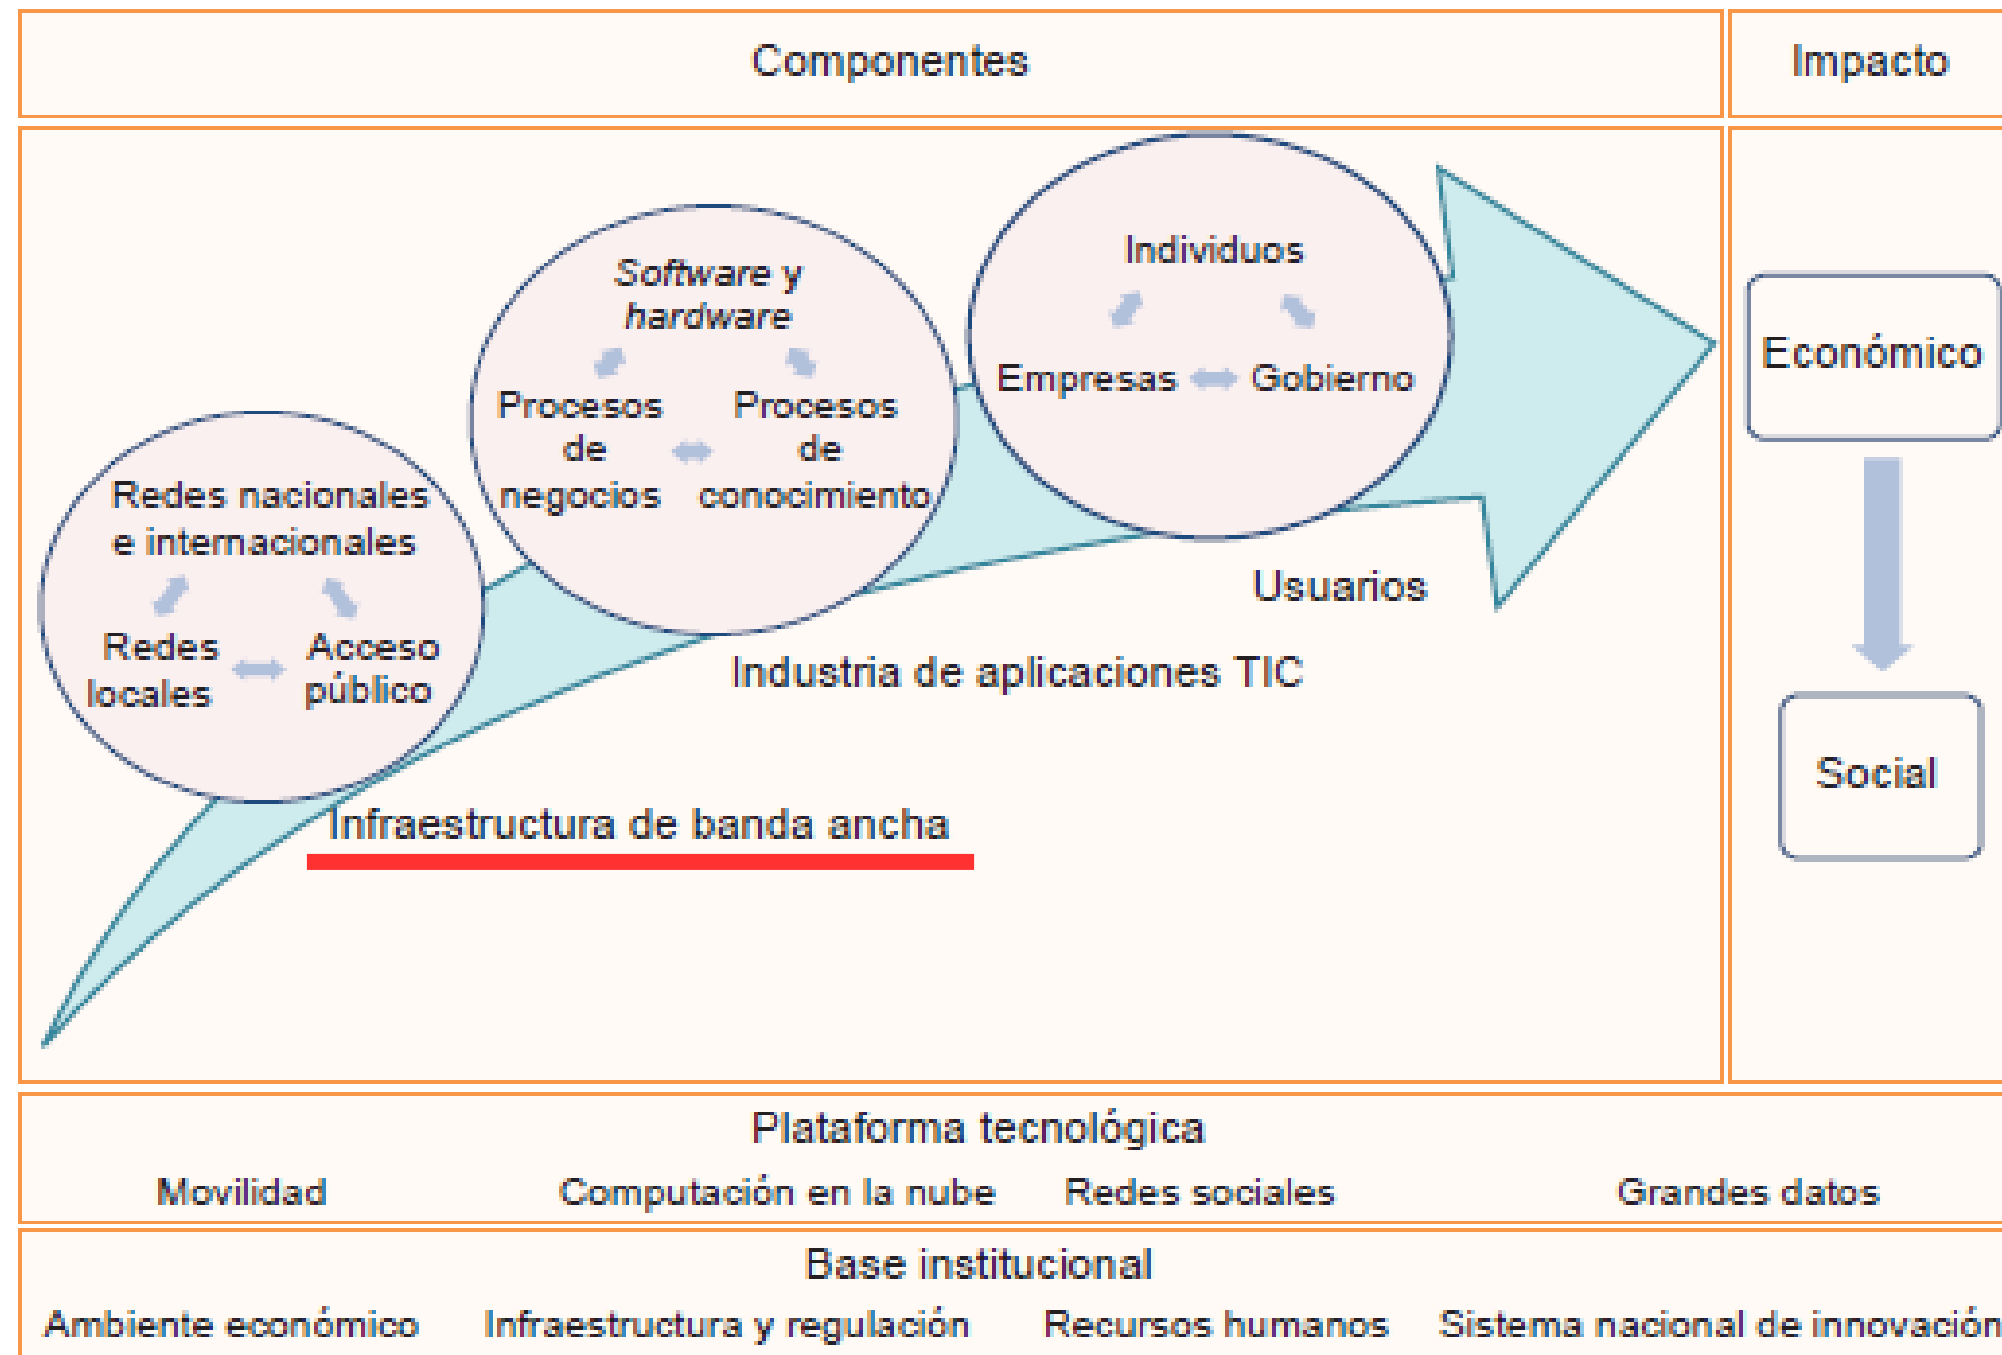 Componentes
Impacto
Redes nacionales
e internacionales
Redes
locales
Acceso
público
Infraestructura de banda ancha
Software y
hardware
Procesos
de
negocios
Procesos
de
conocimiento
Industria de aplicaciones TIC
Individuos
Empresas
Gobierno
Usuarios
Económico
Social
Plataforma tecnológica
Movilidad Computación en la nube Redes sociales Grandes datos
Base institucional
Ambiente económico Infraestructura y regulación Recursos humanos Sistema nacional de innovación